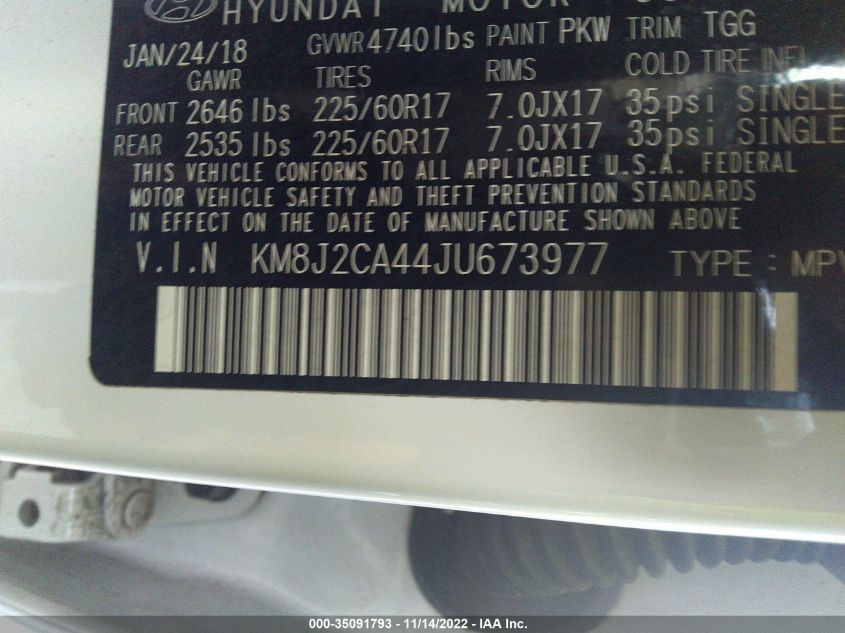 HYUNDAI MOTOR
JAN/24/18 GVWR 4740 lbs PAINT PKW TRIM TGG
GAWR TIRES RIMS COLD TIRE INFL
FRONT 2646 lbs 225/60R17 7.0JX17 35psi SINGLE
REAR 2535 lbs 225/60R17 7.0JX17 35psi SINGLE
THIS VEHICLE CONFORMS TO ALL APPLICABLE U.S.A. FEDERAL
MOTOR VEHICLE SAFETY AND THEFT PREVENTION STANDARDS
IN EFFECT ON THE DATE OF MANUFACTURE SHOWN ABOVE
V.I.N KM8J2CA44JU673977 TYPE : MPV
000-35091793 - 11/14/2022 - IAA Inc.